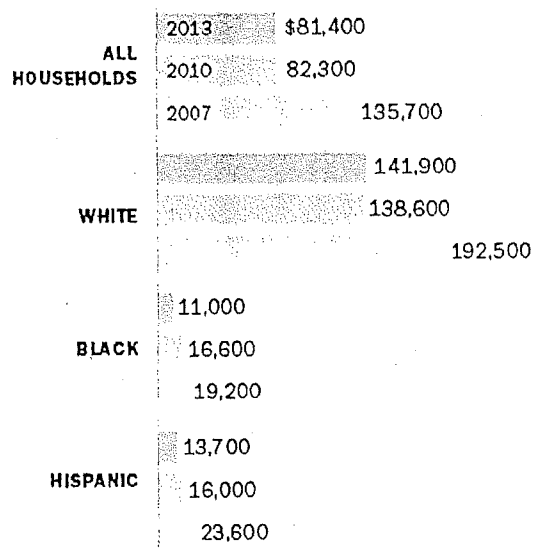 2013 $81,400
ALL
HOUSEHOLDS
2010 82,300
2007 135,700
141,900
WHITE
138,600
192,500
11,000
BLACK
16,600
19,200
13,700
HISPANIC
16,000
23,600